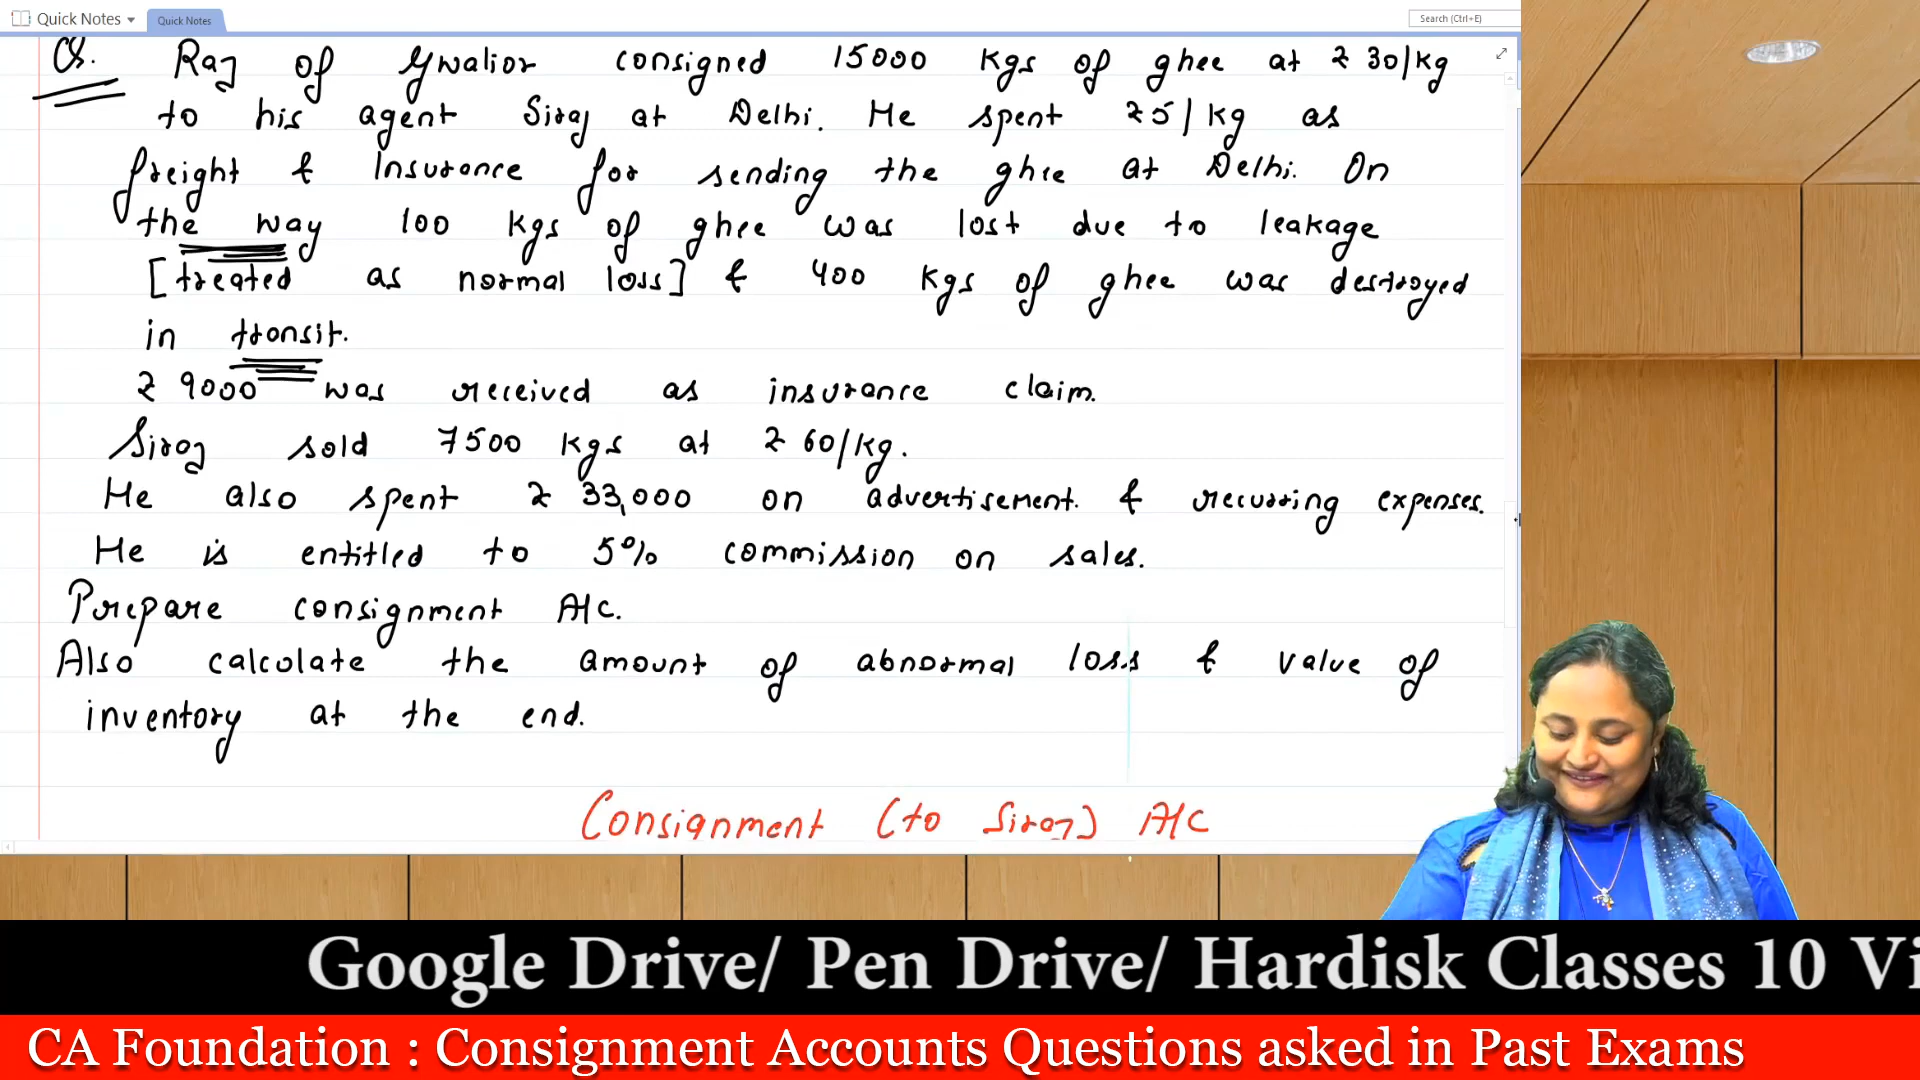 Quick Notes
Quick Notes
Search (Ctrl+E)
Q. Raj of Gwalior consigned 15000 kgs of ghee at ₹ 30/kg
to his agent Siraj at Delhi. He spent ₹5/kg as
freight & Insurance for sending the ghee at Delhi. On
the way 100 kgs of ghee was lost due to leakage
[treated as normal loss] & 400 kgs of ghee was destroyed
in transit.
₹ 9000 was received as insurance claim.
Siraj sold 7500 kgs at ₹ 60/kg.
He also spent ₹ 33,000 on advertisement & recurring expenses.
He is entitled to 5% commission on sales.
Prepare consignment A/c.
Also calculate the amount of abnormal loss & value of
inventory at the end.
Consignment (to Siraj) A/C
Google Drive/ Pen Drive/ Hardisk Classes 10 Vi
CA Foundation : Consignment Accounts Questions asked in Past Exams